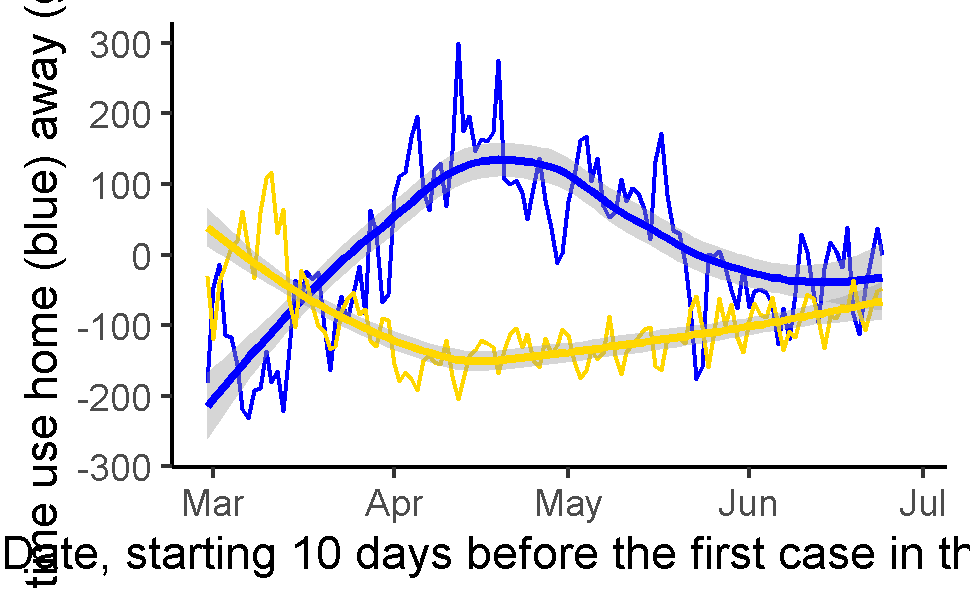 time use home (blue) away (
300
200
100
0
-100
-200
-300
Mar Apr May Jun Jul
Date, starting 10 days before the first case in th